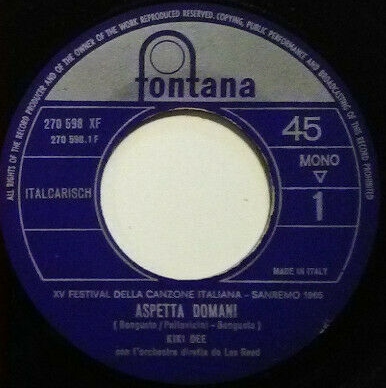 ALL RIGHTS OF THE RECORD PRODUCER AND OF THE OWNER OF THE WORK REPRODUCED RESERVED. COPYING, PUBLIC PERFORMANCE AND BROADCASTING OF THIS RECORD PROHIBITED
fontana
270 598 XF
270 598.1 F
45
MONO
ITALCARISCH
1
MADE IN ITALY
XV FESTIVAL DELLA CANZONE ITALIANA - SANREMO 1965
ASPETTA DOMANI
( Bongusto / Pallavicini - Bongusto )
KIKI DEE
con l'orchestra diretta da Les Reed